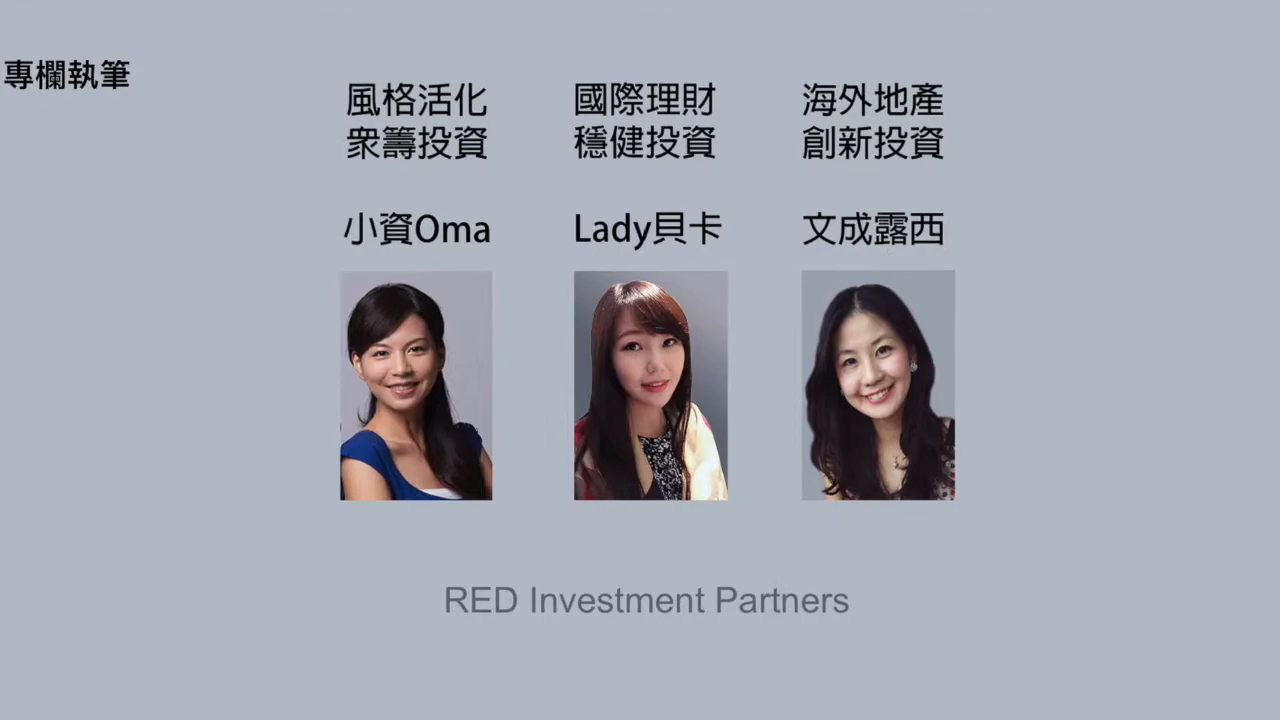 專欄執筆
風格活化
衆籌投資
國際理財
穩健投資
海外地產
創新投資
小資Oma
Lady貝卡
文成露西
RED Investment Partners